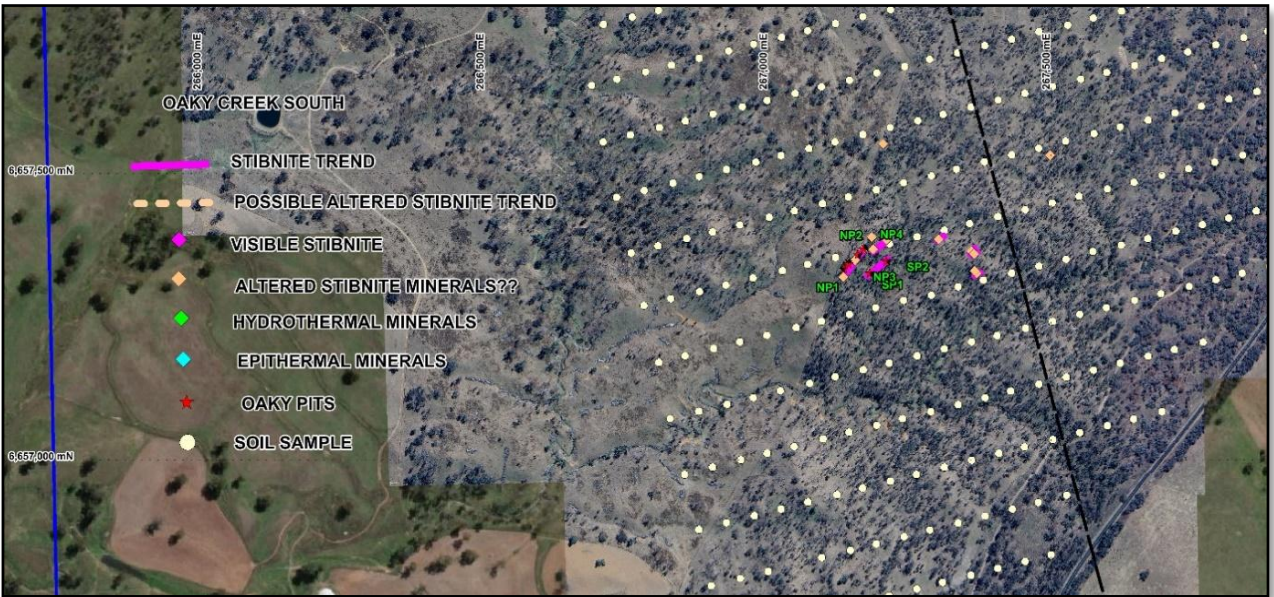 266,000 mE
266,500 mE
267,000 mE
267,500 mE
OAKY CREEK SOUTH
6,657,500 mN
STIBNITE TREND
POSSIBLE ALTERED STIBNITE TREND
VISIBLE STIBNITE
ALTERED STIBNITE MINERALS??
HYDROTHERMAL MINERALS
EPITHERMAL MINERALS
OAKY PITS
SOIL SAMPLE
6,657,000 mN
NP2
NP4
SP2
NP1
NP3
SP1